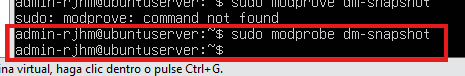 admin-rjhm@ubuntuserver:~$ sudo modprove dm-snapshot
sudo: modprove: command not found
admin-rjhm@ubuntuserver:~$ sudo modprobe dm-snapshot
admin-rjhm@ubuntuserver:~$
na virtual, haga clic dentro o pulse Ctrl+G.